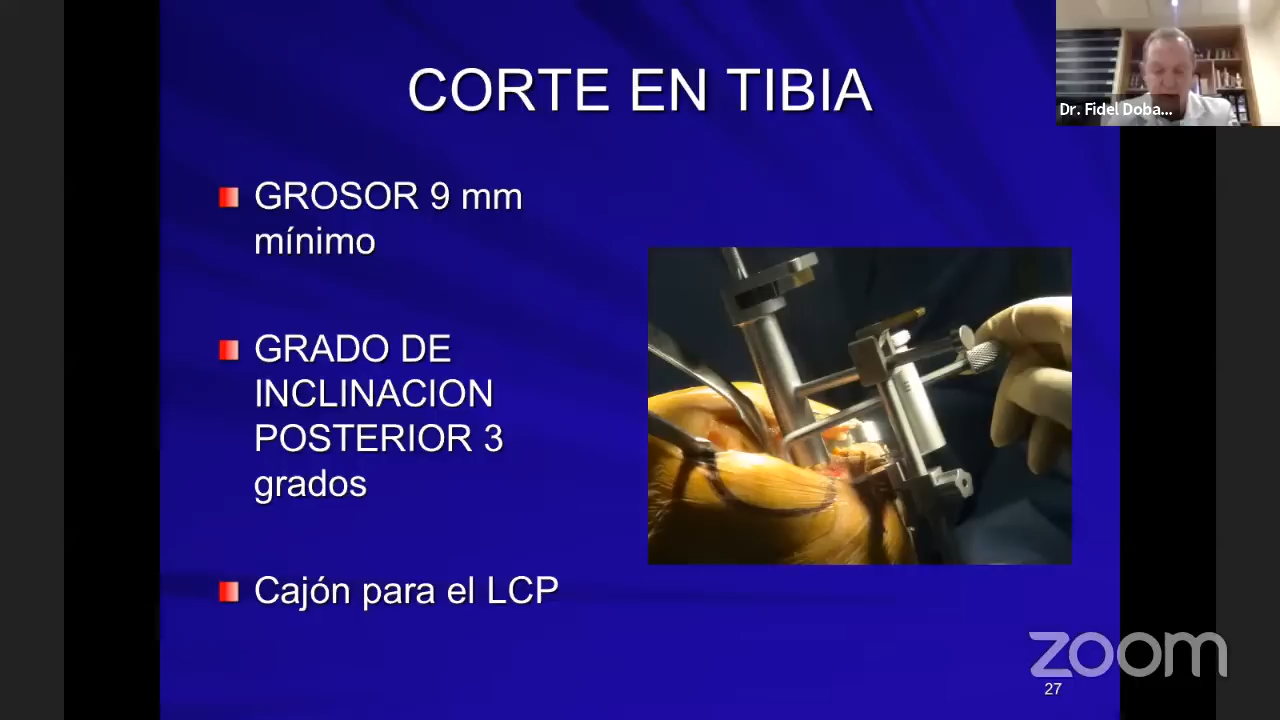 CORTE EN TIBIA
Dr. Fidel Doba...
GROSOR 9 mm
mínimo
GRADO DE
INCLINACION
POSTERIOR 3
grados
Cajón para el LCP
zoom
27